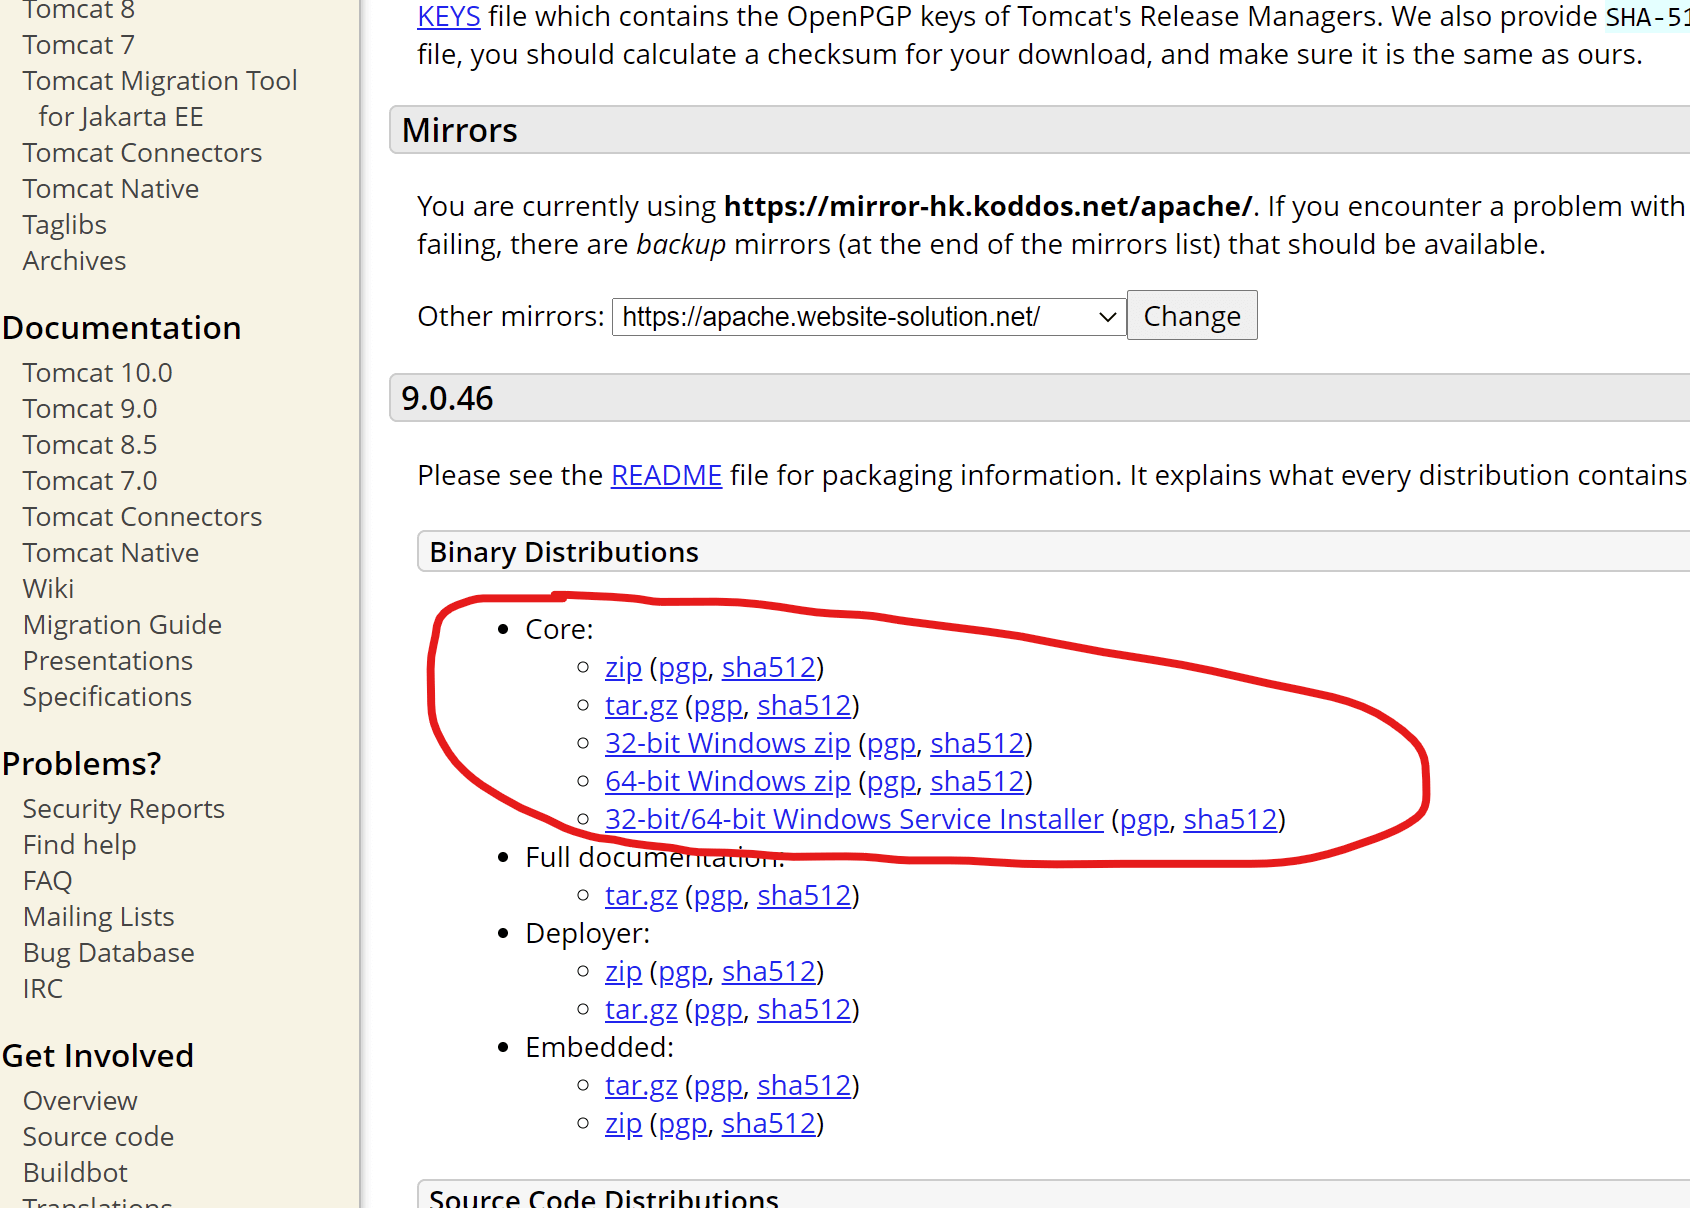 Tomcat 8
Tomcat 7
Tomcat Migration Tool
for Jakarta EE
Tomcat Connectors
Tomcat Native
Taglibs
Archives
Documentation
Tomcat 10.0
Tomcat 9.0
Tomcat 8.5
Tomcat 7.0
Tomcat Connectors
Tomcat Native
Wiki
Migration Guide
Presentations
Specifications
Problems?
Security Reports
Find help
FAQ
Mailing Lists
Bug Database
IRC
Get Involved
Overview
Source code
Buildbot
Translations
KEYS file which contains the OpenPGP keys of Tomcat's Release Managers. We also provide SHA-51
file, you should calculate a checksum for your download, and make sure it is the same as ours.
Mirrors
You are currently using https://mirror-hk.koddos.net/apache/. If you encounter a problem with
failing, there are backup mirrors (at the end of the mirrors list) that should be available.
Other mirrors: https://apache.website-solution.net/ Change
9.0.46
Please see the README file for packaging information. It explains what every distribution contains
Binary Distributions
Core:
zip (pgp, sha512)
tar.gz (pgp, sha512)
32-bit Windows zip (pgp, sha512)
64-bit Windows zip (pgp, sha512)
32-bit/64-bit Windows Service Installer (pgp, sha512)
Full documentation:
tar.gz (pgp, sha512)
Deployer:
zip (pgp, sha512)
tar.gz (pgp, sha512)
Embedded:
tar.gz (pgp, sha512)
zip (pgp, sha512)
Source Code Distributions